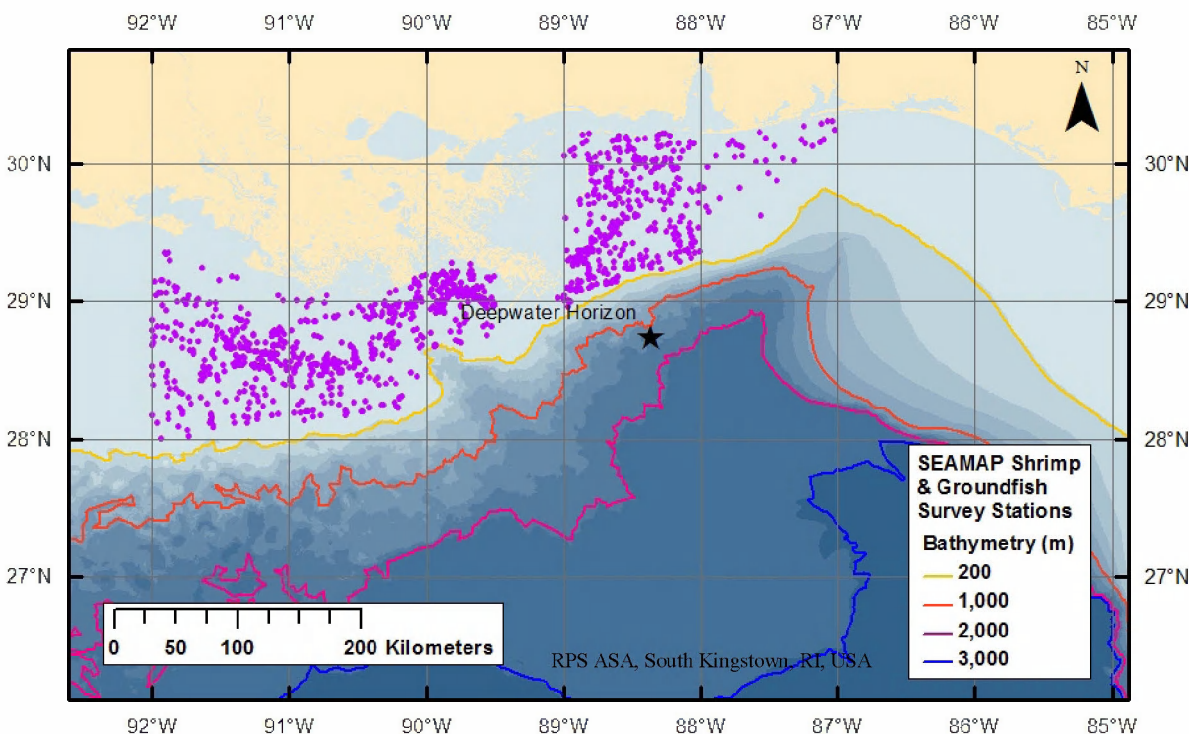 92°W 91°W 90°W 89°W 88°W 87°W 86°W 85°W
N
30°N 30°N
29°N 29°N
Deepwater Horizon
28°N 28°N
SEAMAP Shrimp
& Groundfish
Survey Stations
Bathymetry (m)
200
1,000
2,000
3,000
27°N 27°N
0 50 100 200 Kilometers
RPS ASA, South Kingstown, RI, USA
92°W 91°W 90°W 89°W 88°W 87°W 86°W 85°W